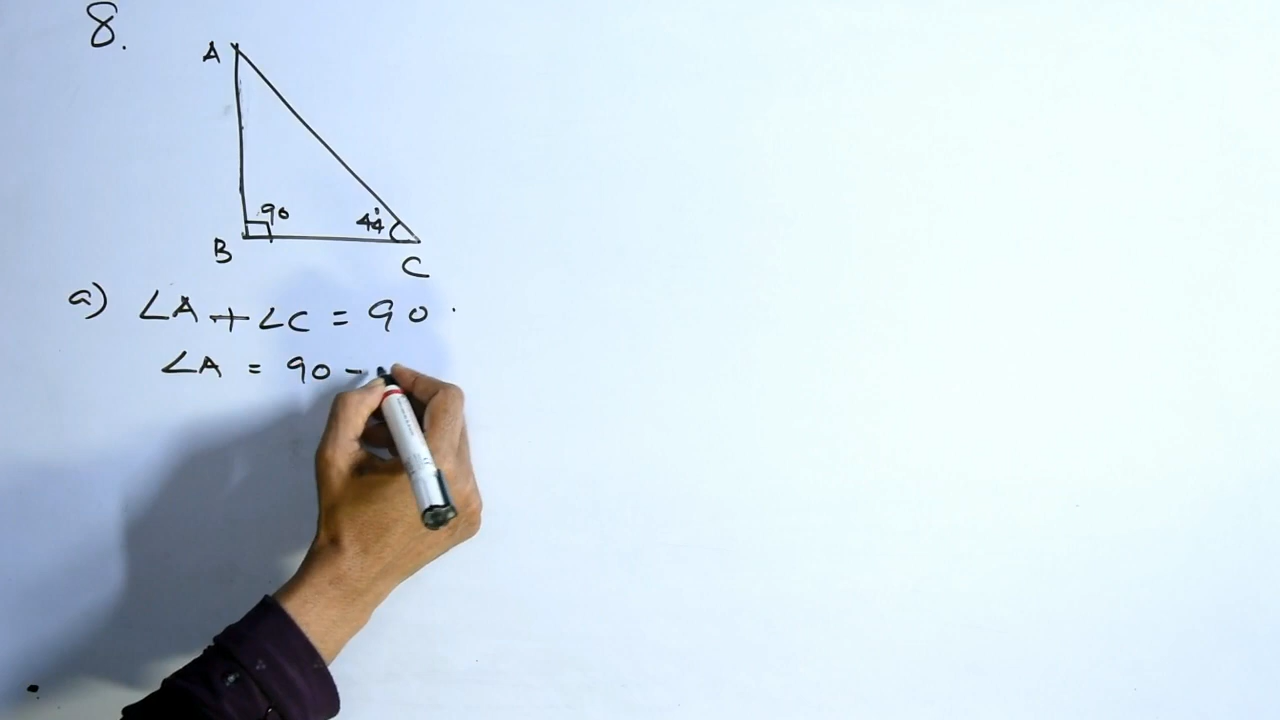 8.
A
90
44°
B
C
a) ∠A + ∠C = 90
∠A = 90 -